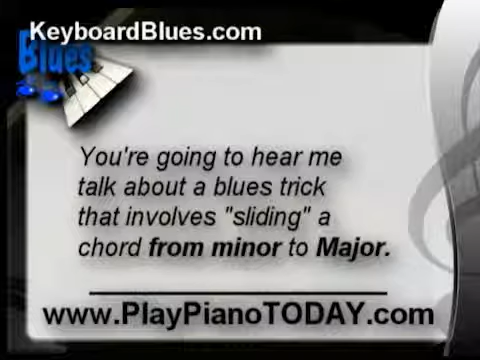 KeyboardBlues.com
Blues
You're going to hear me
talk about a blues trick
that involves "sliding" a
chord from minor to Major.
www.PlayPianoTODAY.com